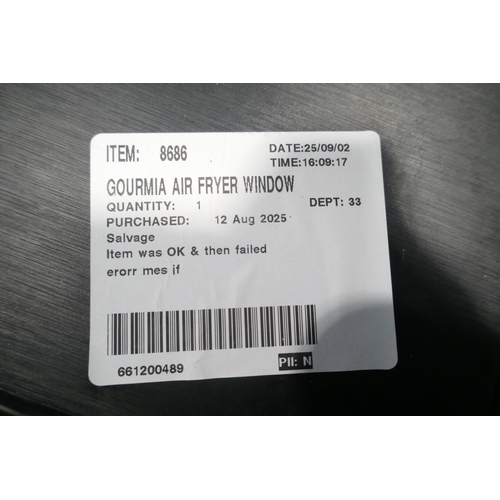 ITEM: 8686 DATE:25/09/02
TIME:16:09:17
GOURMIA AIR FRYER WINDOW
QUANTITY: 1 DEPT: 33
PURCHASED: 12 Aug 2025
Salvage
Item was OK & then failed
erorr mes if
661200489 PII: N